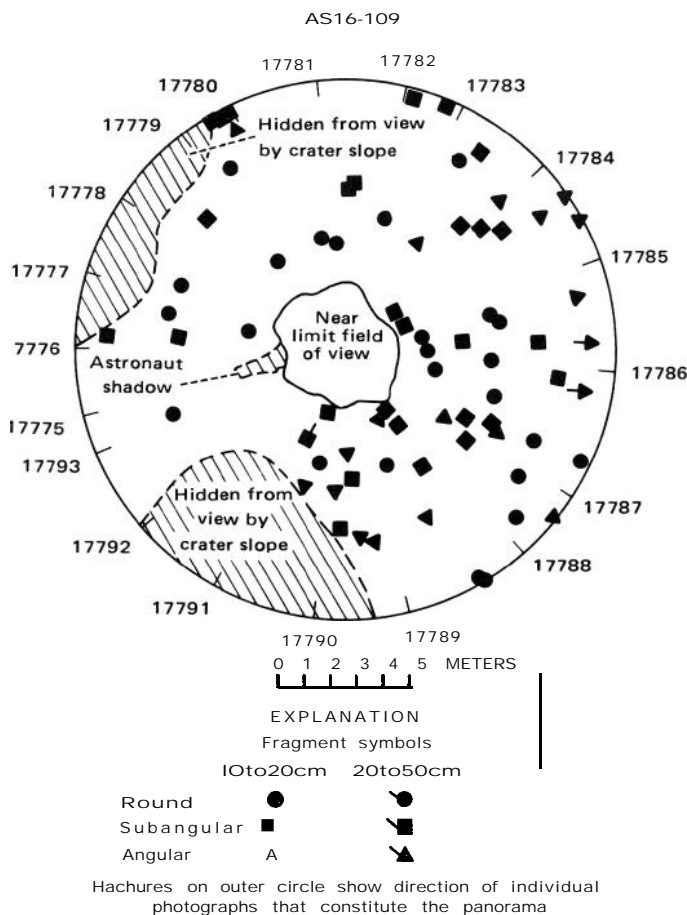 AS16-109
17781
17782
17780
17783
17779
Hidden from view
by crater slope
17784
17778
17785
17777
Near
limit field
of view
7776
Astronaut
shadow
17786
17775
17793
Hidden from
view by
crater slope
17787
17792
17788
17791
17790
17789
0 1 2 3 4 5 METERS
EXPLANATION
Fragment symbols
IOto20cm 20to50cm
Round
Subangular
Angular A
Hachures on outer circle show direction of individual
photographs that constitute the panorama